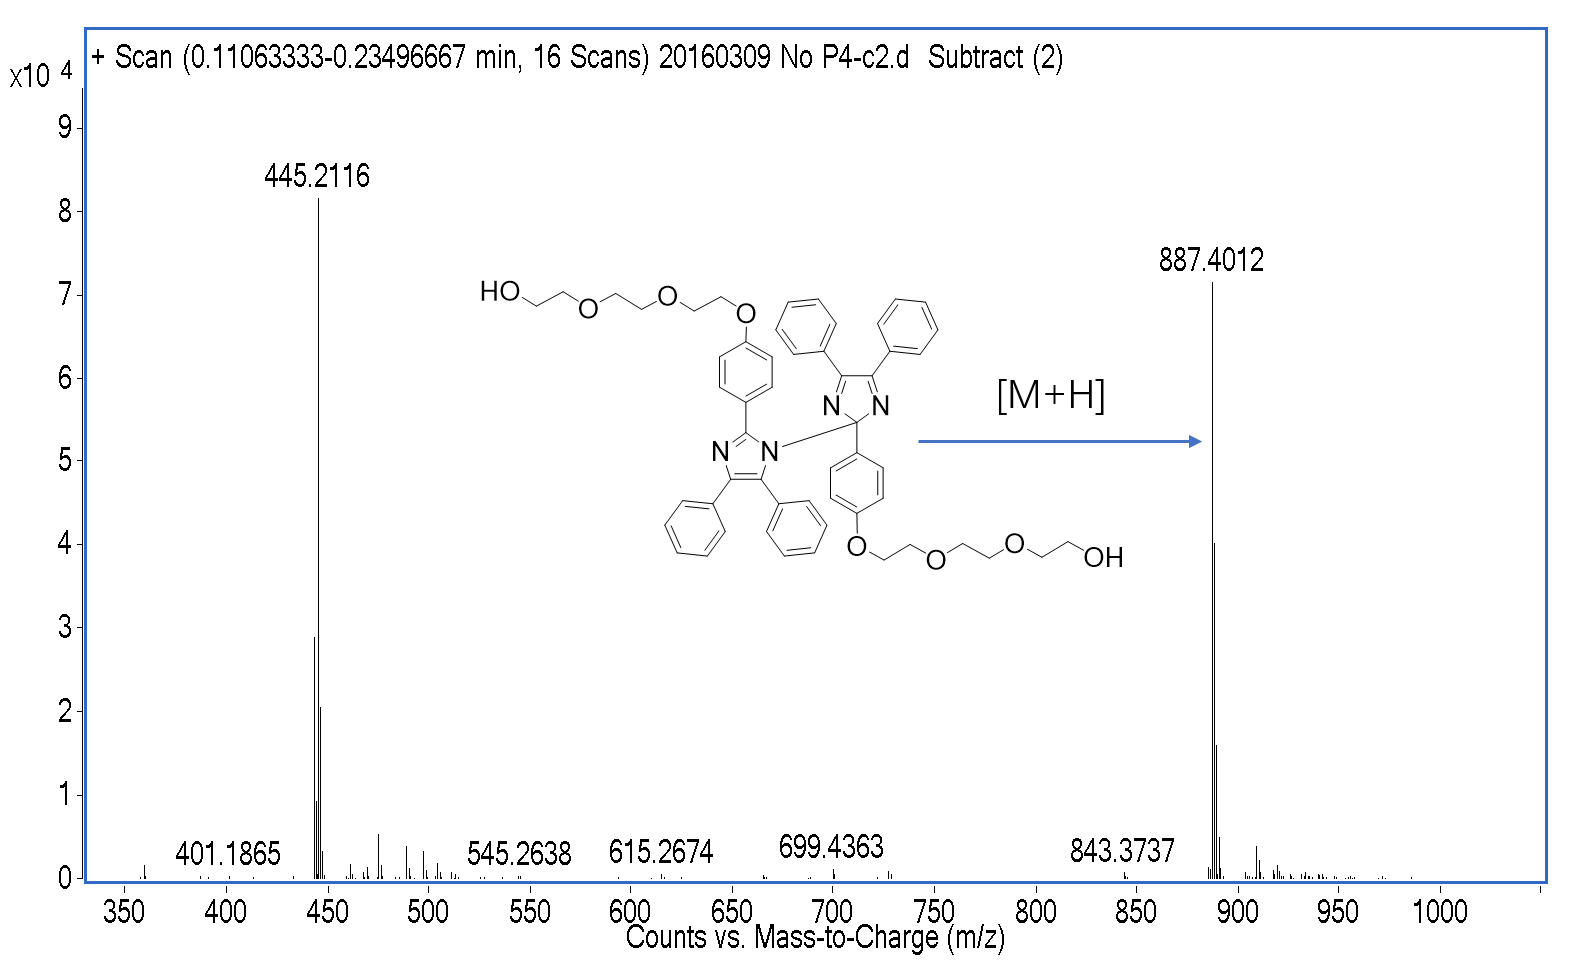 + Scan (0.11063333-0.23496667 min, 16 Scans) 20160309 No P4-c2.d  Subtract (2)
x10 4
9
8
7
6
5
4
3
2
1
0
445.2116
887.4012
HO
O
O
O
N
N
N
N
[M+H]
O
O
O
OH
401.1865
545.2638
615.2674
699.4363
843.3737
350 400 450 500 550 600 650 700 750 800 850 900 950 1000
Counts vs. Mass-to-Charge (m/z)